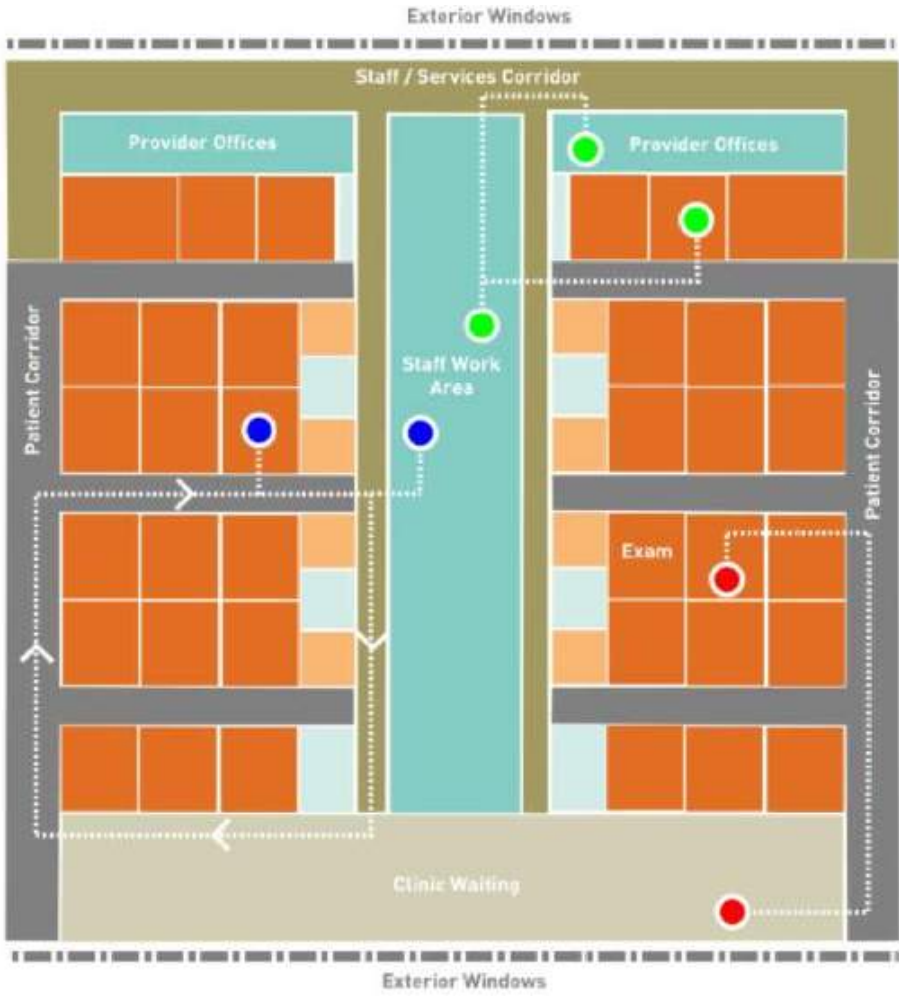 Exterior Windows
Staff / Services Corridor
Provider Offices
Provider Offices
Patient Corridor
Staff Work
Area
Patient Corridor
Exam
Clinic Waiting
Exterior Windows